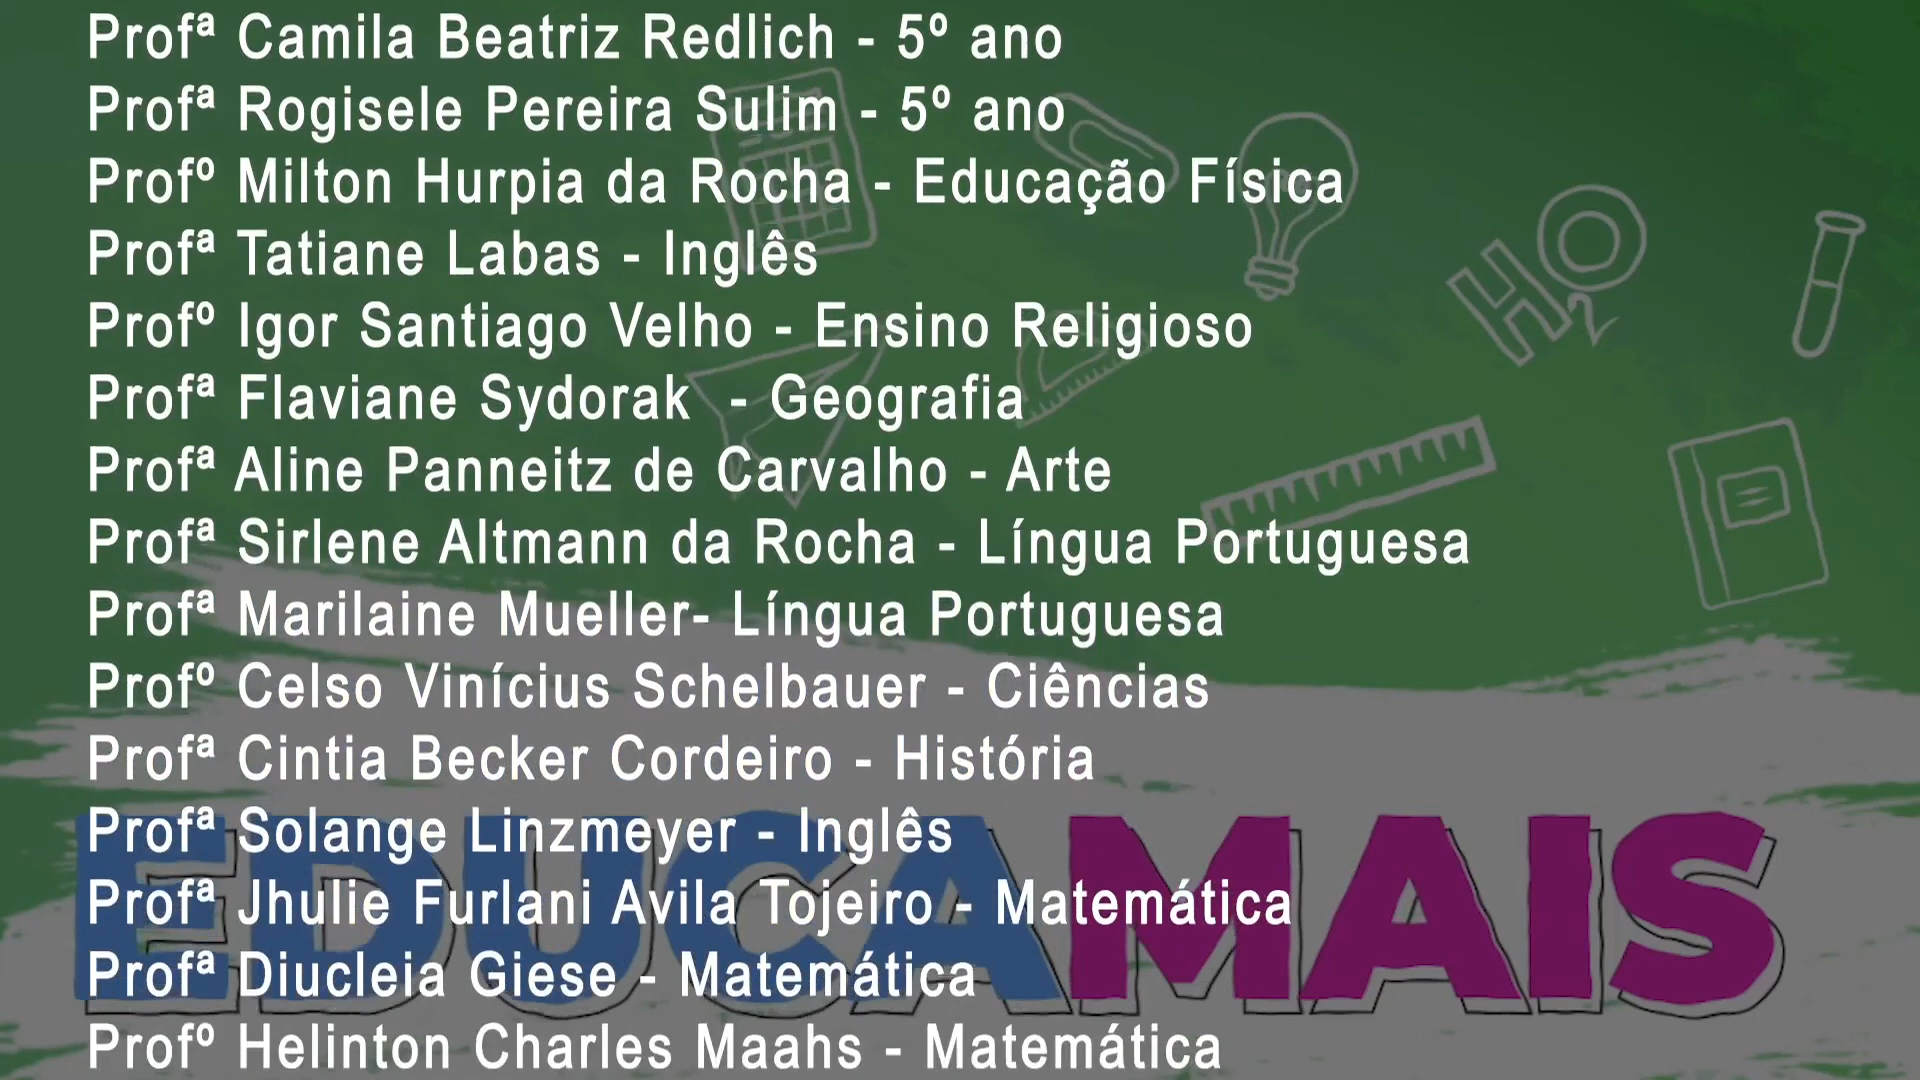 Profª Camila Beatriz Redlich - 5º ano
Profª Rogisele Pereira Sulim - 5º ano
Profº Milton Hurpia da Rocha - Educação Física
Profª Tatiane Labas - Inglês
Profº Igor Santiago Velho - Ensino Religioso
Profª Flaviane Sydorak  - Geografia
Profª Aline Panneitz de Carvalho - Arte
Profª Sirlene Altmann da Rocha - Língua Portuguesa
Profª Marilaine Mueller- Língua Portuguesa
Profº Celso Vinícius Schelbauer - Ciências
Profª Cintia Becker Cordeiro - História
Profª Solange Linzmeyer - Inglês
Profª Jhulie Furlani Avila Tojeiro - Matemática
Profª Diucleia Giese - Matemática
Profº Helinton Charles Maahs - Matemática
H2O
EDUCAMAIS